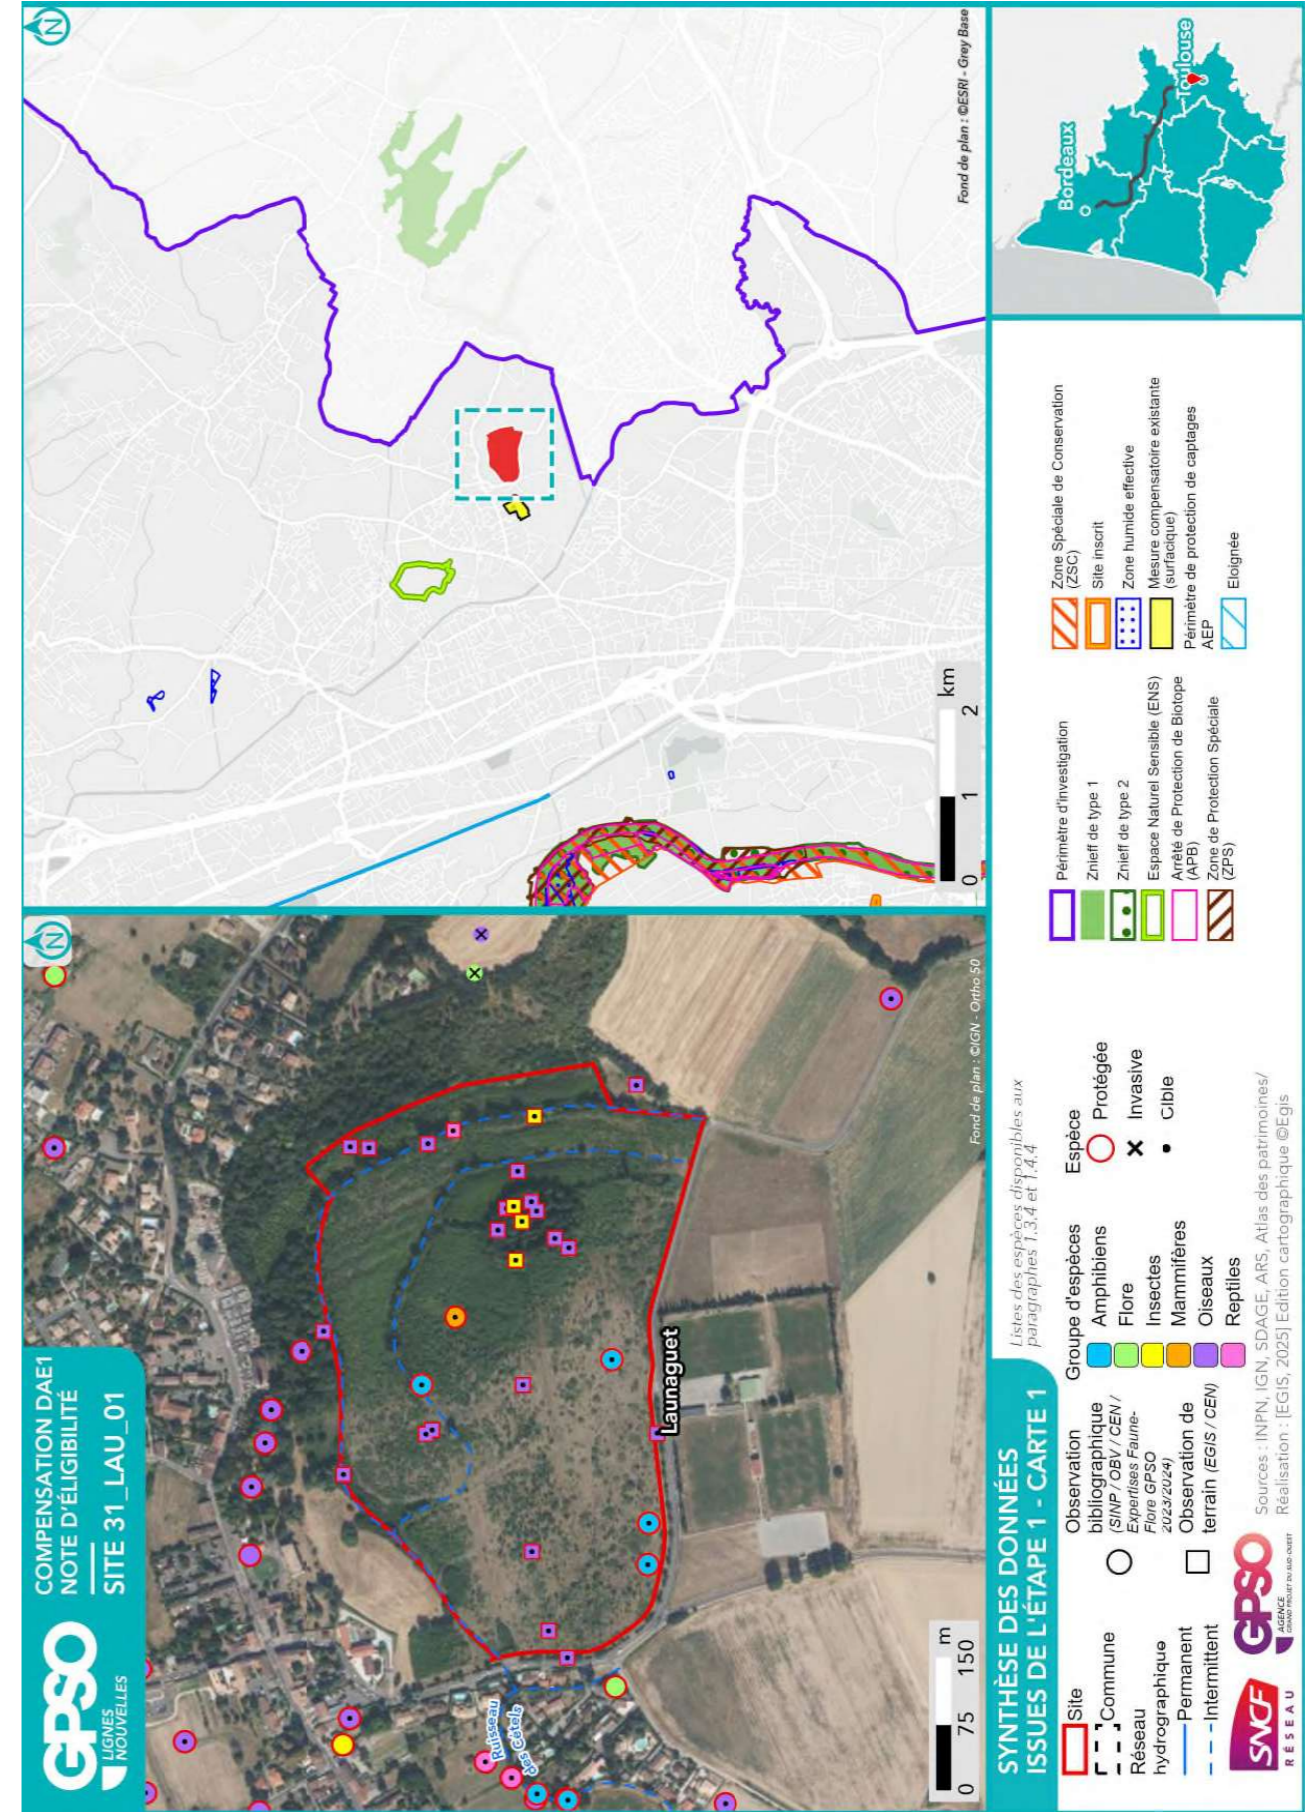 GPSO
LIGNES
NOUVELLES
COMPENSATION DAE1
NOTE D'ÉLIGIBILITÉ
SITE 31_LAU_01
N
Launaguet
Ruisseau
des Cétels
0 75 150 m
Fond de plan : ©IGN - Ortho 50
N
0 1 2 km
Fond de plan : ©ESRI - Grey Base
SYNTHÈSE DES DONNÉES
ISSUES DE L'ÉTAPE 1 - CARTE 1
Listes des espèces disponibles aux
paragraphes 1.3.4 et 1.4.4
Site
Commune
Réseau
hydrographique
Permanent
Intermittent
Observation
bibliographique
(SINP / OBV / CEN /
Expertises Faune-
Flore GPSO
2023/2024)
Observation de
terrain (EGIS / CEN)
Groupe d'espèces
Amphibiens
Flore
Insectes
Mammifères
Oiseaux
Reptiles
Espèce
Protégée
Invasive
Cible
Périmètre d'investigation
Znieff de type 1
Znieff de type 2
Espace Naturel Sensible (ENS)
Arrêté de Protection de Biotope
(APB)
Zone de Protection Spéciale
(ZPS)
Zone Spéciale de Conservation
(ZSC)
Site inscrit
Zone humide effective
Mesure compensatoire existante
(surfacique)
Périmètre de protection de captages
AEP
Eloignée
Bordeaux
Toulouse
SNCF
RÉSEAU
GPSO
AGENCE
GRAND PROJET DU SUD-OUEST
Sources : INPN, IGN, SDAGE, ARS, Atlas des patrimoines/
Réalisation : [EGIS, 2025] Edition cartographique ©Egis